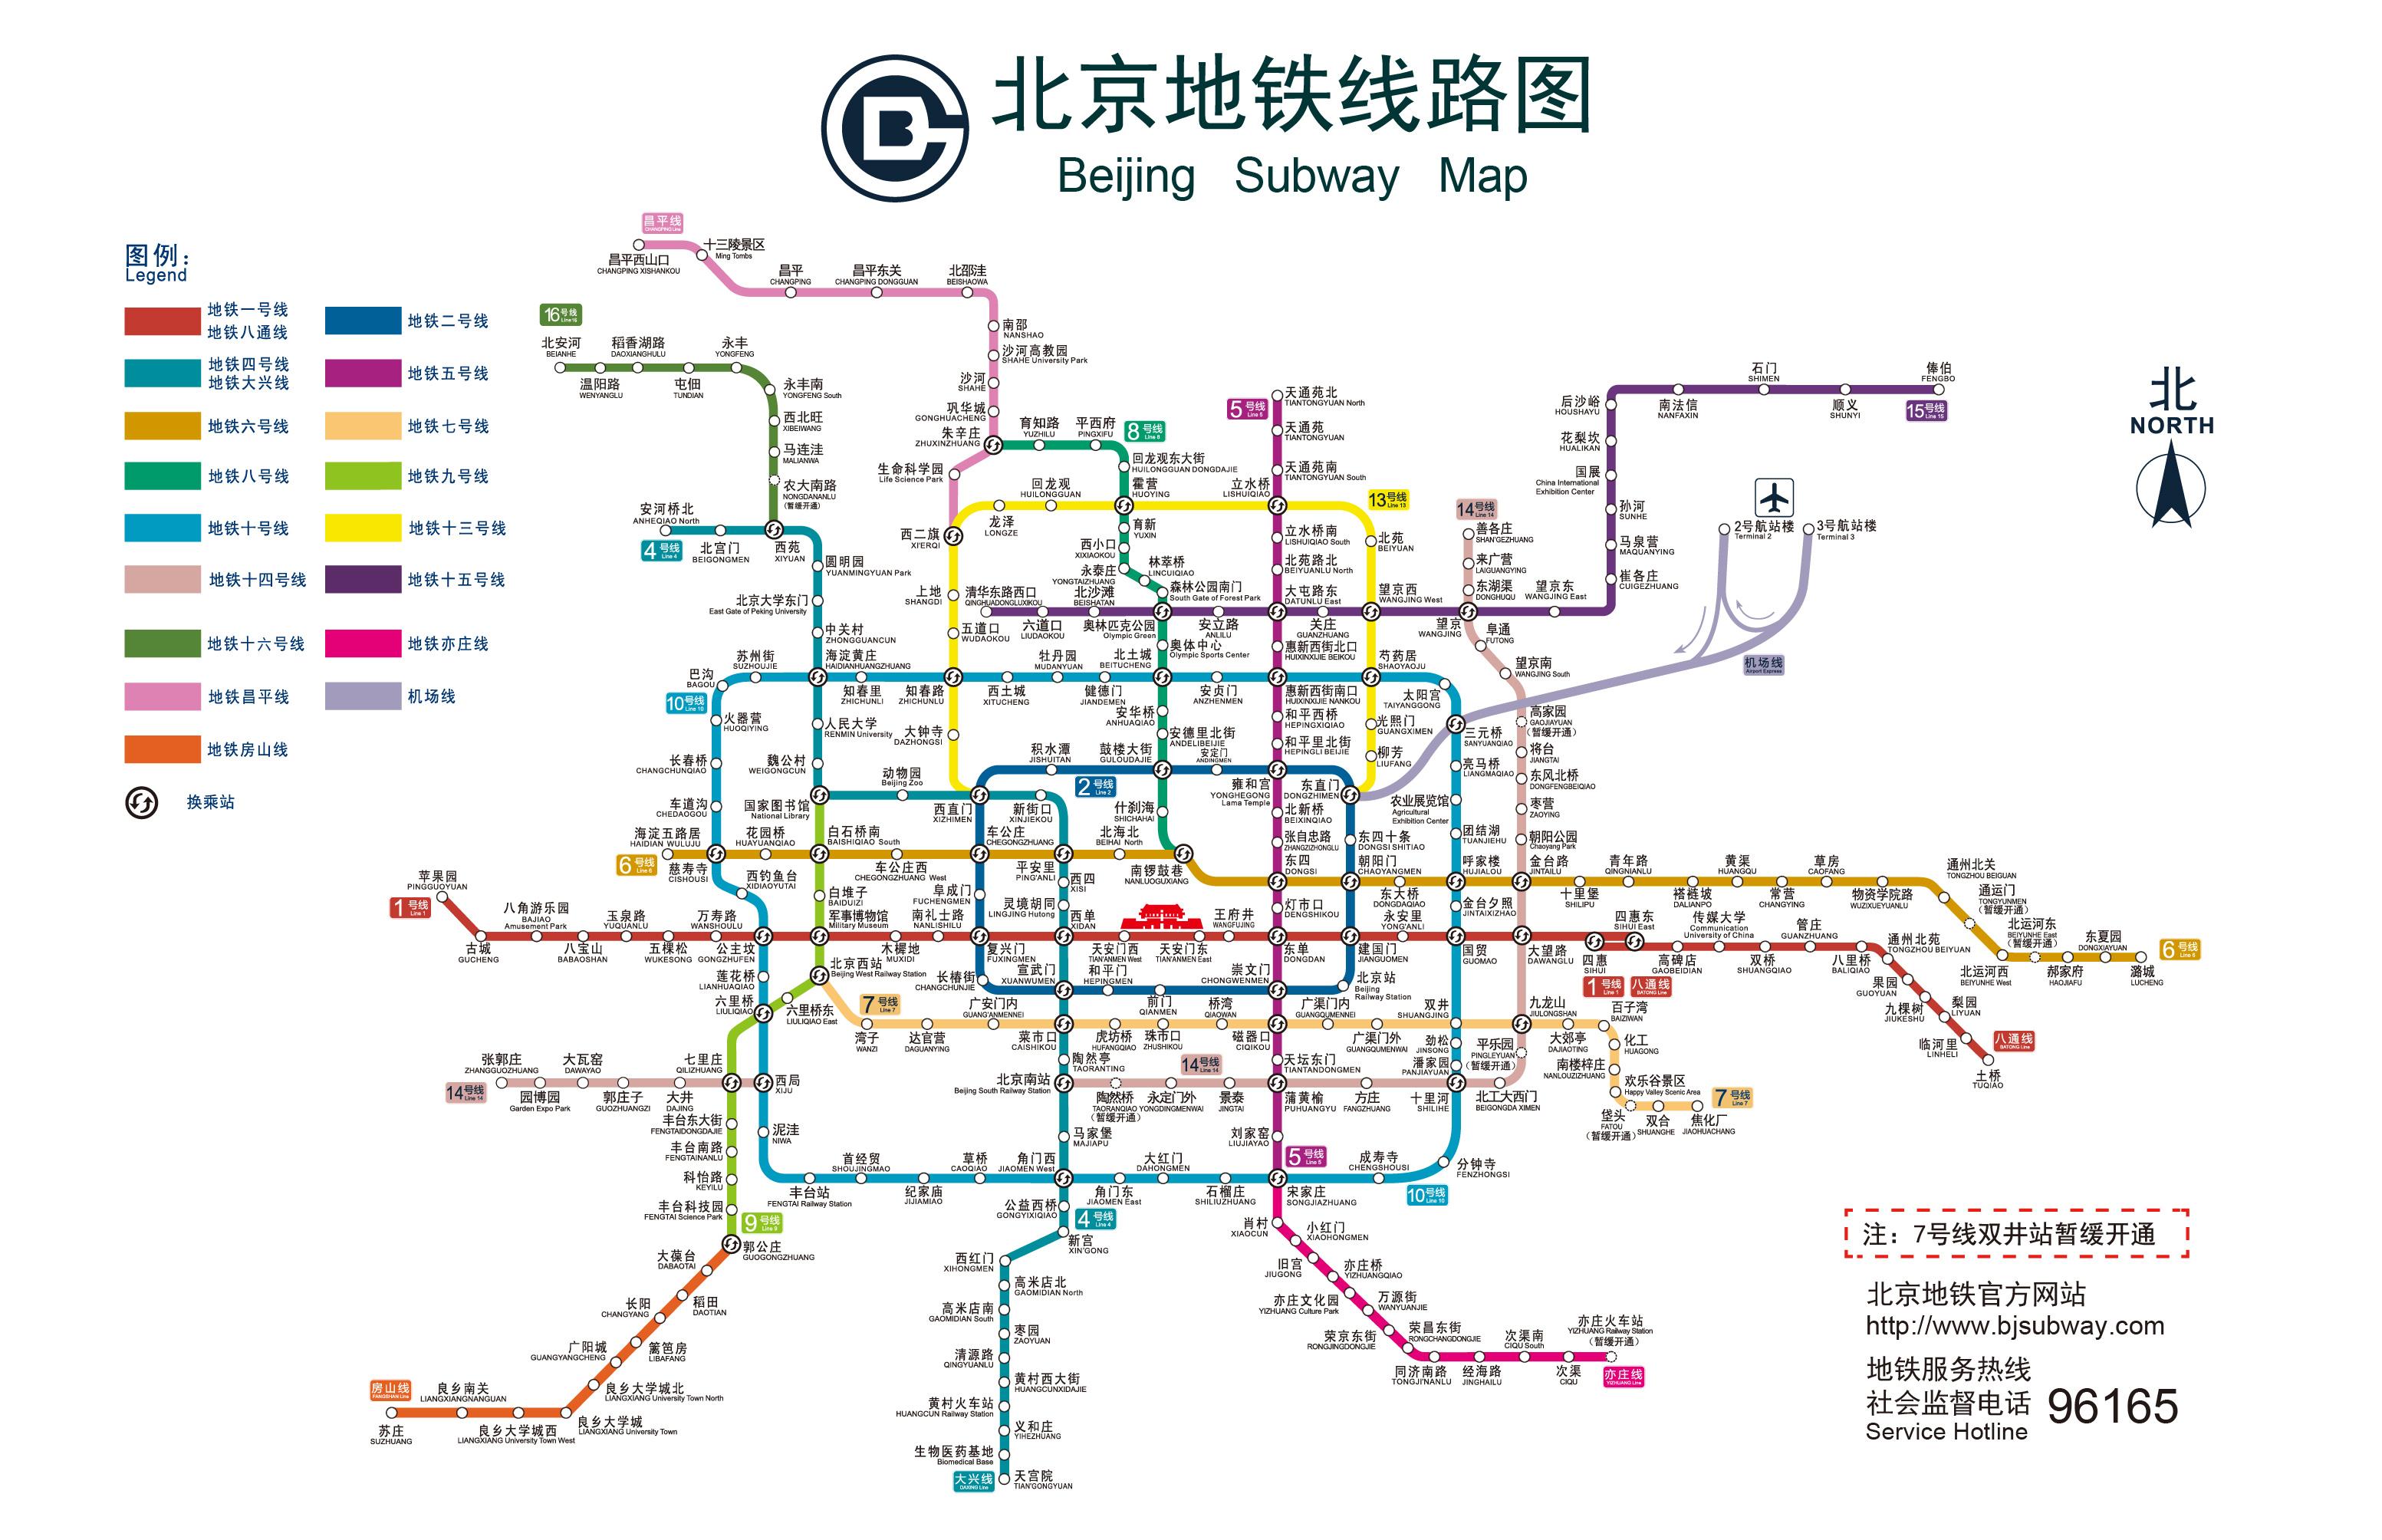 北京地铁线路图
Beijing Subway Map
图例：
Legend
地铁一号线
地铁八通线
地铁二号线
地铁四号线
地铁大兴线
地铁五号线
地铁六号线
地铁七号线
地铁八号线
地铁九号线
地铁十号线
地铁十三号线
地铁十四号线
地铁十五号线
地铁十六号线
地铁亦庄线
地铁昌平线
机场线
地铁房山线
换乘站
北
NORTH
昌平线
昌平西山口
CHANGPING XISHANKOU
十三陵景区
Ming Tombs
昌平
CHANGPING
昌平东关
CHANGPING DONGGUAN
北邵洼
BEISHAOWA
南邵
NANSHAO
沙河高教园
SHAHE University Park
沙河
SHAHE
巩华城
GONGHUACHENG
朱辛庄
ZHUXINZHUANG
生命科学园
Life Science Park
西二旗
XI'ERQI
16号线
Line 16
北安河
BEIANHE
温阳路
WENYANGLU
稻香湖路
DAOXIANGHULU
屯佃
TUNDIAN
永丰
YONGFENG
永丰南
YONGFENG South
西北旺
XIBEIWANG
马连洼
MALIANWA
农大南路
NONGDANANLU
(暂缓开通)
西苑
XIYUAN
安河桥北
ANHEQIAO North
4号线
Line 4
北宫门
BEIGONGMEN
圆明园
YUANMINGYUAN Park
北京大学东门
East Gate of Peking University
中关村
ZHONGGUANCUN
海淀黄庄
HAIDIANHUANGZHUANG
人民大学
RENMIN University
魏公村
WEIGONGCUN
国家图书馆
National Library
动物园
Beijing Zoo
西直门
XIZHIMEN
新街口
XINJIEKOU
平安里
PING'ANLI
西四
XISI
灵境胡同
LINGJING Hutong
西单
XIDAN
宣武门
XUANWUMEN
菜市口
CAISHIKOU
陶然亭
TAORANTING
北京南站
Beijing South Railway Station
马家堡
MAJIAPU
角门西
JIAOMEN West
公益西桥
GONGYIXIQIAO
4号线
Line 4
新宫
XIN'GONG
西红门
XIHONGMEN
高米店北
GAOMIDIAN North
高米店南
GAOMIDIAN South
枣园
ZAOYUAN
清源路
QINGYUANLU
黄村西大街
HUANGCUNXIDAJIE
黄村火车站
HUANGCUN Railway Station
义和庄
YIHEZHUANG
生物医药基地
Biomedical Base
大兴线
天宫院
TIAN'GONGYUAN
育知路
YUZHILU
平西府
PINGXIFU
8号线
Line 8
回龙观东大街
HUILONGGUAN DONGDAJIE
霍营
HUOYING
育新
YUXIN
西小口
XIXIAOKOU
永泰庄
YONGTAIZHUANG
林萃桥
LINCUIQIAO
森林公园南门
South Gate of Forest Park
奥林匹克公园
Olympic Green
奥体中心
Olympic Sports Center
北土城
BEITUCHENG
安华桥
ANHUAQIAO
安德里北街
ANDELIBEIJIE
鼓楼大街
GULOUDAJIE
什刹海
SHICHAHAI
南锣鼓巷
NANLUOGUXIANG
龙泽
LONGZE
回龙观
HUILONGGUAN
立水桥
LISHUIQIAO
13号线
Line 13
北苑
BEIYUAN
望京西
WANGJING West
芍药居
SHAOYAOJU
光熙门
GUANGXIMEN
柳芳
LIUFANG
东直门
DONGZHIMEN
上地
SHANGDI
五道口
WUDAOKOU
知春路
ZHICHUNLU
大钟寺
DAZHONGSI
5号线
Line 5
天通苑北
TIANTONGYUAN North
天通苑
TIANTONGYUAN
天通苑南
TIANTONGYUAN South
立水桥南
LISHUIQIAO South
北苑路北
BEIYUANLU North
大屯路东
DATUNLU East
惠新西街北口
HUIXINXIJIE BEIKOU
惠新西街南口
HUIXINXIJIE NANKOU
和平西桥
HEPINGXIQIAO
和平里北街
HEPINGLI BEIJIE
雍和宫
YONGHEGONG
Lama Temple
北新桥
BEIXINQIAO
张自忠路
ZHANGZIZHONGLU
东四
DONGSI
灯市口
DENGSHIKOU
东单
DONGDAN
崇文门
CHONGWENMEN
磁器口
CIQIKOU
天坛东门
TIANTANDONGMEN
蒲黄榆
PUHUANGYU
刘家窑
LIUJIAYAO
5号线
Line 5
宋家庄
SONGJIAZHUANG
清华东路西口
QINGHUADONGLUXIKOU
六道口
LIUDAOKOU
北沙滩
BEISHATAN
安立路
ANLILU
关庄
GUANZHUANG
望京
WANGJING
望京东
WANGJING East
崔各庄
CUIGEZHUANG
马泉营
MAQUANYING
孙河
SUNHE
国展
China International
Exhibition Center
花梨坎
HUALIKAN
后沙峪
HOUSHAYU
南法信
NANFAXIN
石门
SHIMEN
顺义
SHUNYI
俸伯
FENGBO
15号线
Line 15
2号航站楼
Terminal 2
3号航站楼
Terminal 3
机场线
Airport Express
14号线
Line 14
善各庄
SHAN'GEZHUANG
来广营
LAIGUANGYING
东湖渠
DONGHUQU
阜通
FUTONG
望京南
WANGJING South
高家园
GAOJIAYUAN
(暂缓开通)
将台
JIANGTAI
东风北桥
DONGFENGBEIQIAO
枣营
ZAOYING
朝阳公园
Chaoyang Park
金台路
JINTAILU
大望路
DAWANGLU
九龙山
JIULONGSHAN
平乐园
PINGLEYUAN
(暂缓开通)
北工大西门
BEIGONGDA XIMEN
十里河
SHILIHE
方庄
FANGZHUANG
景泰
JINGTAI
14号线
Line 14
永定门外
YONGDINGMENWAI
陶然桥
TAORANQIAO
(暂缓开通)
巴沟
BAGOU
苏州街
SUZHOUJIE
10号线
Line 10
知春里
ZHICHUNLI
西土城
XITUCHENG
牡丹园
MUDANYUAN
健德门
JIANDEMEN
安贞门
ANZHENMEN
太阳宫
TAIYANGGONG
三元桥
SANYUANQIAO
亮马桥
LIANGMAQIAO
农业展览馆
Agricultural
Exhibition Center
团结湖
TUANJIEHU
呼家楼
HUJIALOU
金台夕照
JINTAIXIZHAO
国贸
GUOMAO
双井
SHUANGJING
劲松
JINSONG
潘家园
PANJIAYUAN
分钟寺
FENZHONGSI
10号线
Line 10
成寿寺
CHENGSHOUSI
石榴庄
SHILIUZHUANG
大红门
DAHONGMEN
角门东
JIAOMEN East
草桥
CAOQIAO
纪家庙
JIJIAMIAO
首经贸
SHOUJINGMAO
丰台站
FENGTAI Railway Station
泥洼
NIWA
西局
XIJU
六里桥
LIULIQIAO
莲花桥
LIANHUAQIAO
公主坟
GONGZHUFEN
西钓鱼台
XIDIAOYUTAI
慈寿寺
CISHOUSI
车道沟
CHEDAOGOU
长春桥
CHANGCHUNQIAO
火器营
HUOQIYING
积水潭
JISHUITAN
2号线
Line 2
安定门
ANDINGMEN
东四十条
DONGSI SHITIAO
朝阳门
CHAOYANGMEN
建国门
JIANGUOMEN
北京站
Beijing
Railway Station
前门
QIANMEN
和平门
HEPINGMEN
长椿街
CHANGCHUNJIE
复兴门
FUXINGMEN
阜成门
FUCHENGMEN
车公庄
CHEGONGZHUANG
海淀五路居
HAIDIAN WULUJU
6号线
Line 6
花园桥
HUAYUANQIAO
白石桥南
BAISHIQIAO South
车公庄西
CHEGONGZHUANG West
北海北
BEIHAI North
东大桥
DONGDAQIAO
十里堡
SHILIPU
青年路
QINGNIANLU
褡裢坡
DALIANPO
黄渠
HUANGQU
常营
CHANGYING
草房
CAOFANG
物资学院路
WUZIXUEYUANLU
通州北关
TONGZHOU BEIGUAN
通运门
TONGYUNMEN
(暂缓开通)
北运河西
BEIYUNHE West
北运河东
BEIYUNHE East
(暂缓开通)
郝家府
HAOJIAFU
东夏园
DONGXIAYUAN
潞城
LUCHENG
6号线
Line 6
苹果园
PINGGUOYUAN
1号线
Line 1
古城
GUCHENG
八角游乐园
BAJIAO
Amusement Park
八宝山
BABAOSHAN
玉泉路
YUQUANLU
五棵松
WUKESONG
万寿路
WANSHOULU
军事博物馆
Military Museum
木樨地
MUXIDI
南礼士路
NANLISHILU
天安门西
TIAN'ANMEN West
天安门东
TIAN'ANMEN East
王府井
WANGFUJING
永安里
YONG'ANLI
四惠
SIHUI
四惠东
SIHUI East
1号线
Line 1
八通线
BATONG Line
高碑店
GAOBEIDIAN
传媒大学
Communication
University of China
双桥
SHUANGQIAO
管庄
GUANZHUANG
八里桥
BALIQIAO
通州北苑
TONGZHOU BEIYUAN
果园
GUOYUAN
九棵树
JIUKESHU
梨园
LIYUAN
临河里
LINHELI
土桥
TUQIAO
八通线
BATONG Line
白堆子
BAIDUIZI
北京西站
Beijing West Railway Station
六里桥东
LIULIQIAO East
七里庄
QILIZHUANG
丰台东大街
FENGTAIDONGDAJIE
丰台南路
FENGTAINANLU
科怡路
KEYILU
丰台科技园
FENGTAI Science Park
9号线
Line 9
郭公庄
GUOGONGZHUANG
7号线
Line 7
湾子
WANZI
达官营
DAGUANYING
广安门内
GUANG'ANMENNEI
虎坊桥
HUFANGQIAO
珠市口
ZHUSHIKOU
桥湾
QIAOWAN
广渠门内
GUANGQUMENNEI
广渠门外
GUANGQUMENWAI
大郊亭
DAJIAOTING
百子湾
BAIZIWAN
化工
HUAGONG
南楼梓庄
NANLOUZIZHUANG
欢乐谷景区
Happy Valley Scenic Area
垡头
FATOU
(暂缓开通)
双合
SHUANGHE
焦化厂
JIAOHUACHANG
7号线
Line 7
14号线
Line 14
张郭庄
ZHANGGUOZHUANG
园博园
Garden Expo Park
大瓦窑
DAWAYAO
郭庄子
GUOZHUANGZI
大井
DAJING
大葆台
DABAOTAI
稻田
DAOTIAN
长阳
CHANGYANG
篱笆房
LIBAFANG
广阳城
GUANGYANGCHENG
良乡大学城北
LIANGXIANG University Town North
良乡大学城
LIANGXIANG University Town
良乡大学城西
LIANGXIANG University Town West
良乡南关
LIANGXIANGNANGUAN
苏庄
SUZHUANG
房山线
FANGSHAN Line
肖村
XIAOCUN
小红门
XIAOHONGMEN
旧宫
JIUGONG
亦庄桥
YIZHUANGQIAO
亦庄文化园
YIZHUANG Culture Park
万源街
WANYUANJIE
荣京东街
RONGJINGDONGJIE
荣昌东街
RONGCHANGDONGJIE
同济南路
TONGJI'NANLU
经海路
JINGHAILU
次渠南
CIQU South
次渠
CIQU
亦庄火车站
YIZHUANG Railway Station
(暂缓开通)
亦庄线
YIZHUANG Line
注：7号线双井站暂缓开通
北京地铁官方网站
http://www.bjsubway.com
地铁服务热线
社会监督电话 96165
Service Hotline